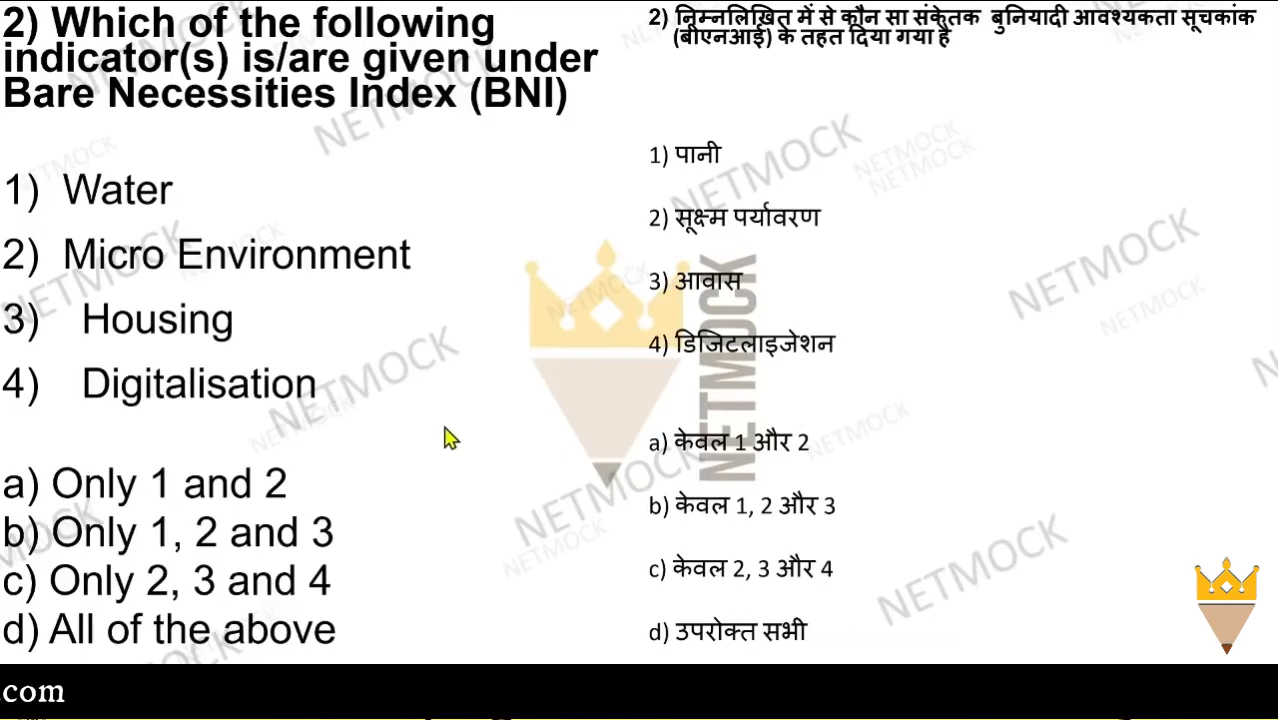 2) Which of the following
indicator(s) is/are given under
Bare Necessities Index (BNI)
1) Water
2) Micro Environment
3) Housing
4) Digitalisation
a) Only 1 and 2
b) Only 1, 2 and 3
c) Only 2, 3 and 4
d) All of the above
2) निम्नलिखित में से कौन सा संकेतक बुनियादी आवश्यकता सूचकांक
(बीएनआई) के तहत दिया गया है
1) पानी
2) सूक्ष्म पर्यावरण
3) आवास
4) डिजिटलाइजेशन
a) केवल 1 और 2
b) केवल 1, 2 और 3
c) केवल 2, 3 और 4
d) उपरोक्त सभी
NETMOCK
.com